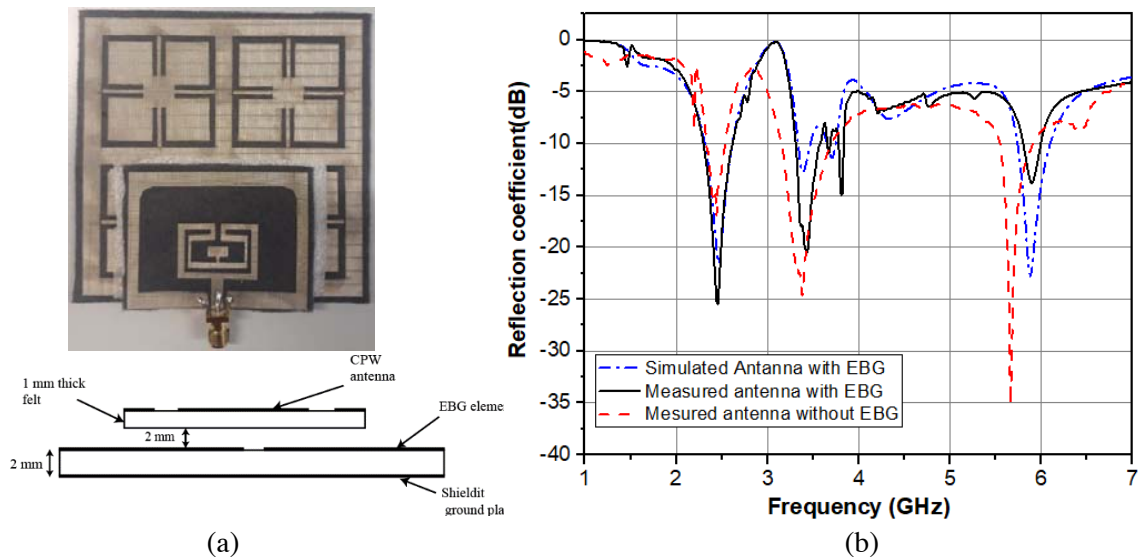 CPW
antenna
1 mm thick
felt
EBG eleme
2 mm
2 mm
Shieldit
ground pla
(a)
Reflection coefficient(dB)
0
-5
-10
-15
-20
-25
-30
-35
-40
Simulated Antanna with EBG
Measured antenna with EBG
Mesured antenna without EBG
1 2 3 4 5 6 7
Frequency (GHz)
(b)